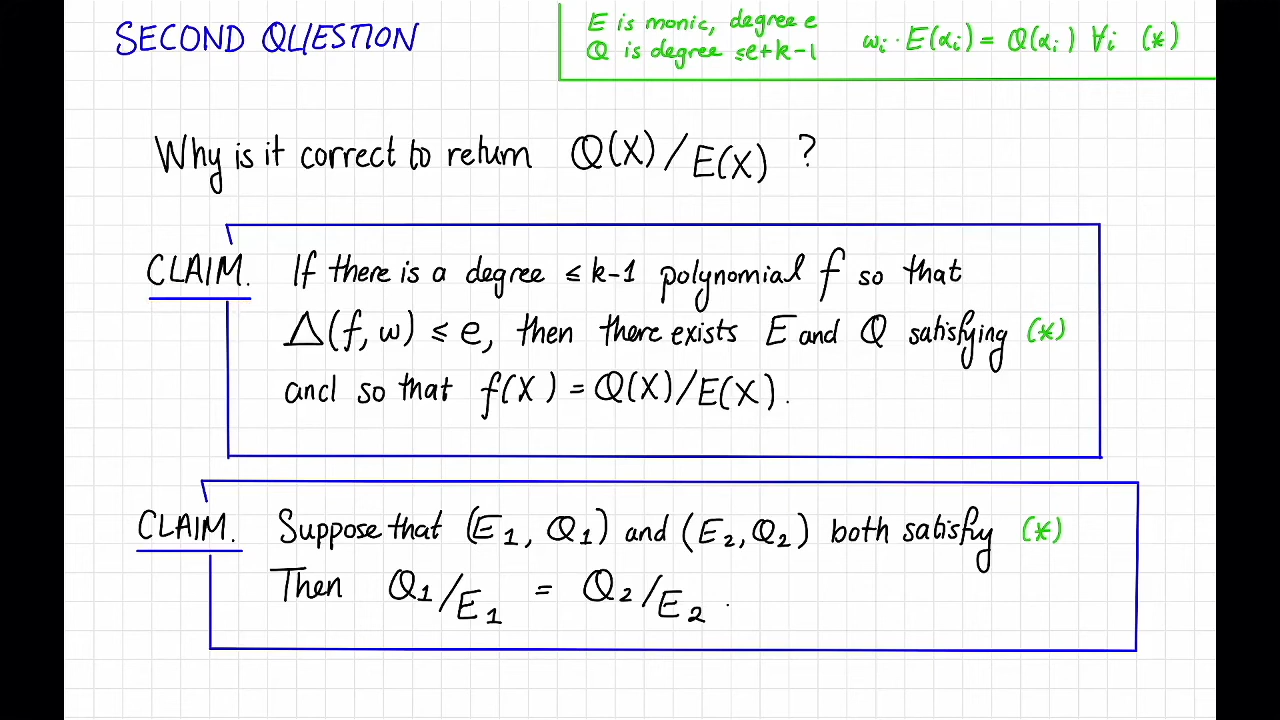 SECOND QUESTION
E is monic, degree e
Q is degree ≤e+k-1
wᵢ · E(αᵢ) = Q(αᵢ) ∀i (*)
Why is it correct to return Q(X)/E(X) ?
CLAIM. If there is a degree ≤ k-1 polynomial f so that
Δ(f, w) ≤ e, then there exists E and Q satisfying (*)
and so that f(X) = Q(X)/E(X).
CLAIM. Suppose that (E₁, Q₁) and (E₂, Q₂) both satisfy (*)
Then Q₁/E₁ = Q₂/E₂ .